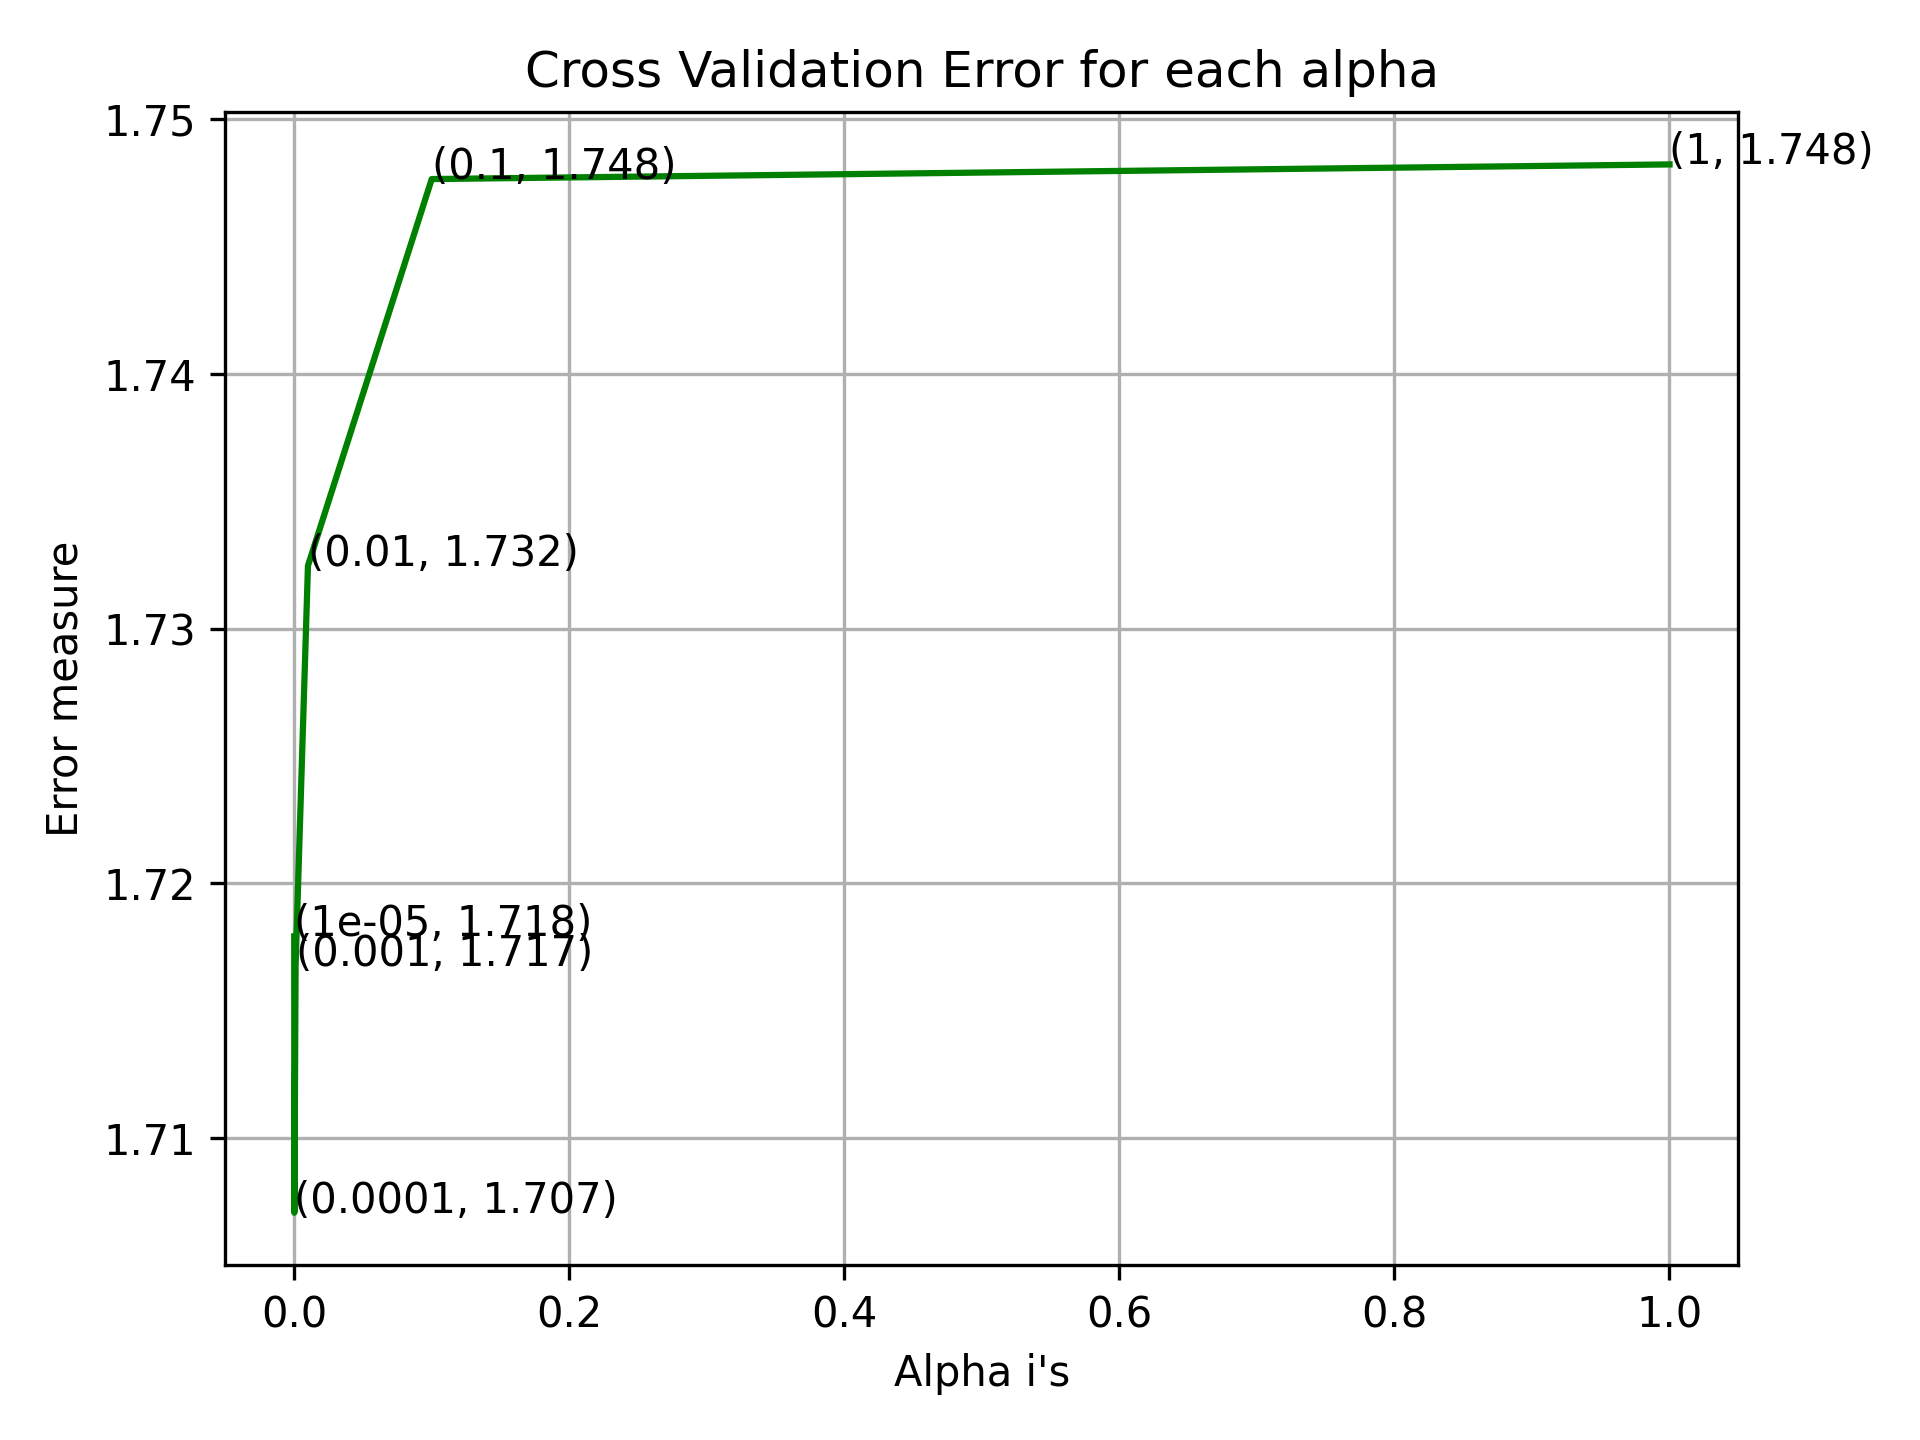 Cross Validation Error for each alpha
1.75
1.74
1.73
1.72
1.71
Error measure
(0.1, 1.748)
(1, 1.748)
(0.01, 1.732)
(1e-05, 1.718)
(0.001, 1.717)
(0.0001, 1.707)
0.0 0.2 0.4 0.6 0.8 1.0
Alpha i's